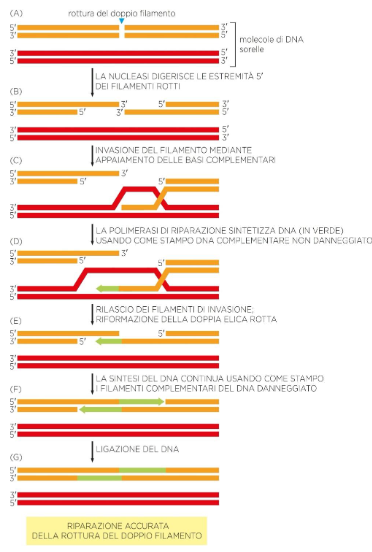 (A)
rottura del doppio filamento
5′ 3′
3′ 5′
3′ 5′
5′ 3′
molecole di DNA
sorelle
LA NUCLEASI DIGERISCE LE ESTREMITÀ 5′
DEI FILAMENTI ROTTI
(B)
5′ 3′ 5′ 3′
3′ 5′ 3′ 5′
3′ 5′
5′ 3′
INVASIONE DEL FILAMENTO MEDIANTE
APPAIAMENTO DELLE BASI COMPLEMENTARI
(C)
5′ 3′ 5′
3′ 5′
3′
5′
LA POLIMERASI DI RIPARAZIONE SINTETIZZA DNA (IN VERDE)
USANDO COME STAMPO DNA COMPLEMENTARE NON DANNEGGIATO
(D)
5′ 3′ 5′
3′ 5′
3′
5′
RILASCIO DEI FILAMENTI DI INVASIONE;
RIFORMAZIONE DELLA DOPPIA ELICA ROTTA
(E)
5′ 5′
3′ 5′
3′
5′
LA SINTESI DEL DNA CONTINUA USANDO COME STAMPO
I FILAMENTI COMPLEMENTARI DEL DNA DANNEGGIATO
(F)
5′
3′
3′
5′
LIGAZIONE DEL DNA
(G)
5′
3′
3′
5′
RIPARAZIONE ACCURATA
DELLA ROTTURA DEL DOPPIO FILAMENTO